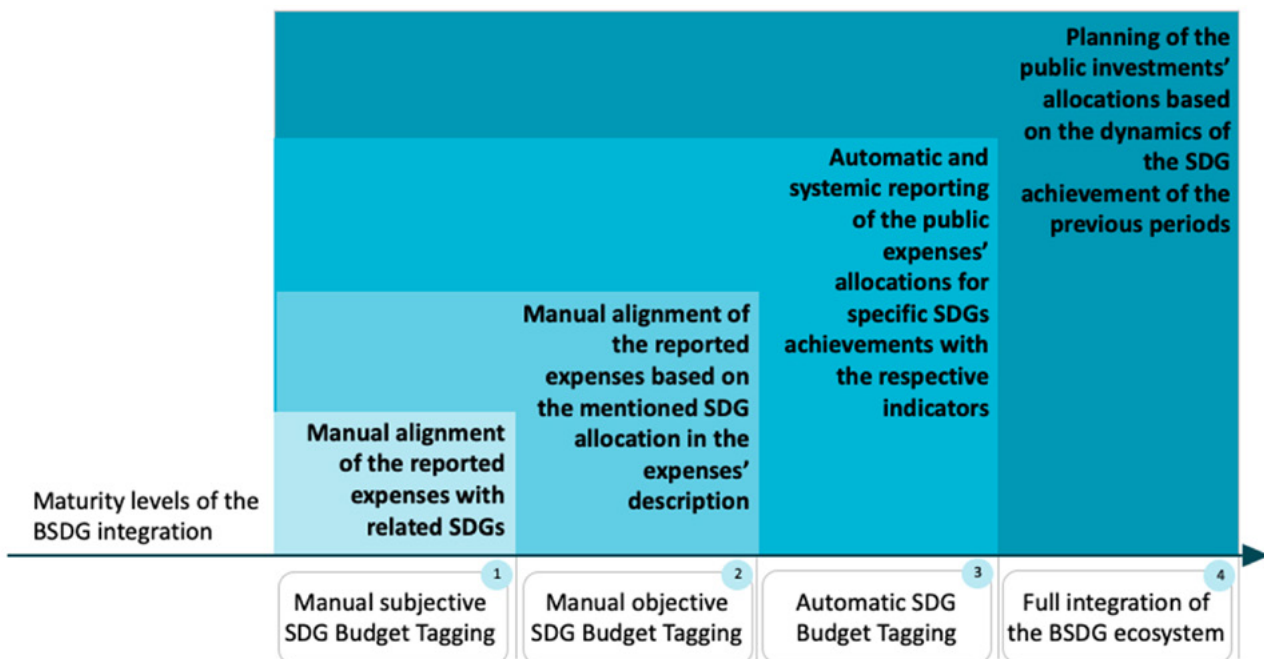 Planning of the
public investments’
allocations based
on the dynamics of
the SDG
achievement of the
previous periods
Automatic and
systemic reporting
of the public
expenses’
allocations for
specific SDGs
achievements with
the respective
indicators
Manual alignment of
the reported
expenses based on
the mentioned SDG
allocation in the
expenses’
description
Manual alignment
of the reported
expenses with
related SDGs
Maturity levels of the
BSDG integration
1
Manual subjective
SDG Budget Tagging
2
Manual objective
SDG Budget Tagging
3
Automatic SDG
Budget Tagging
4
Full integration of
the BSDG ecosystem